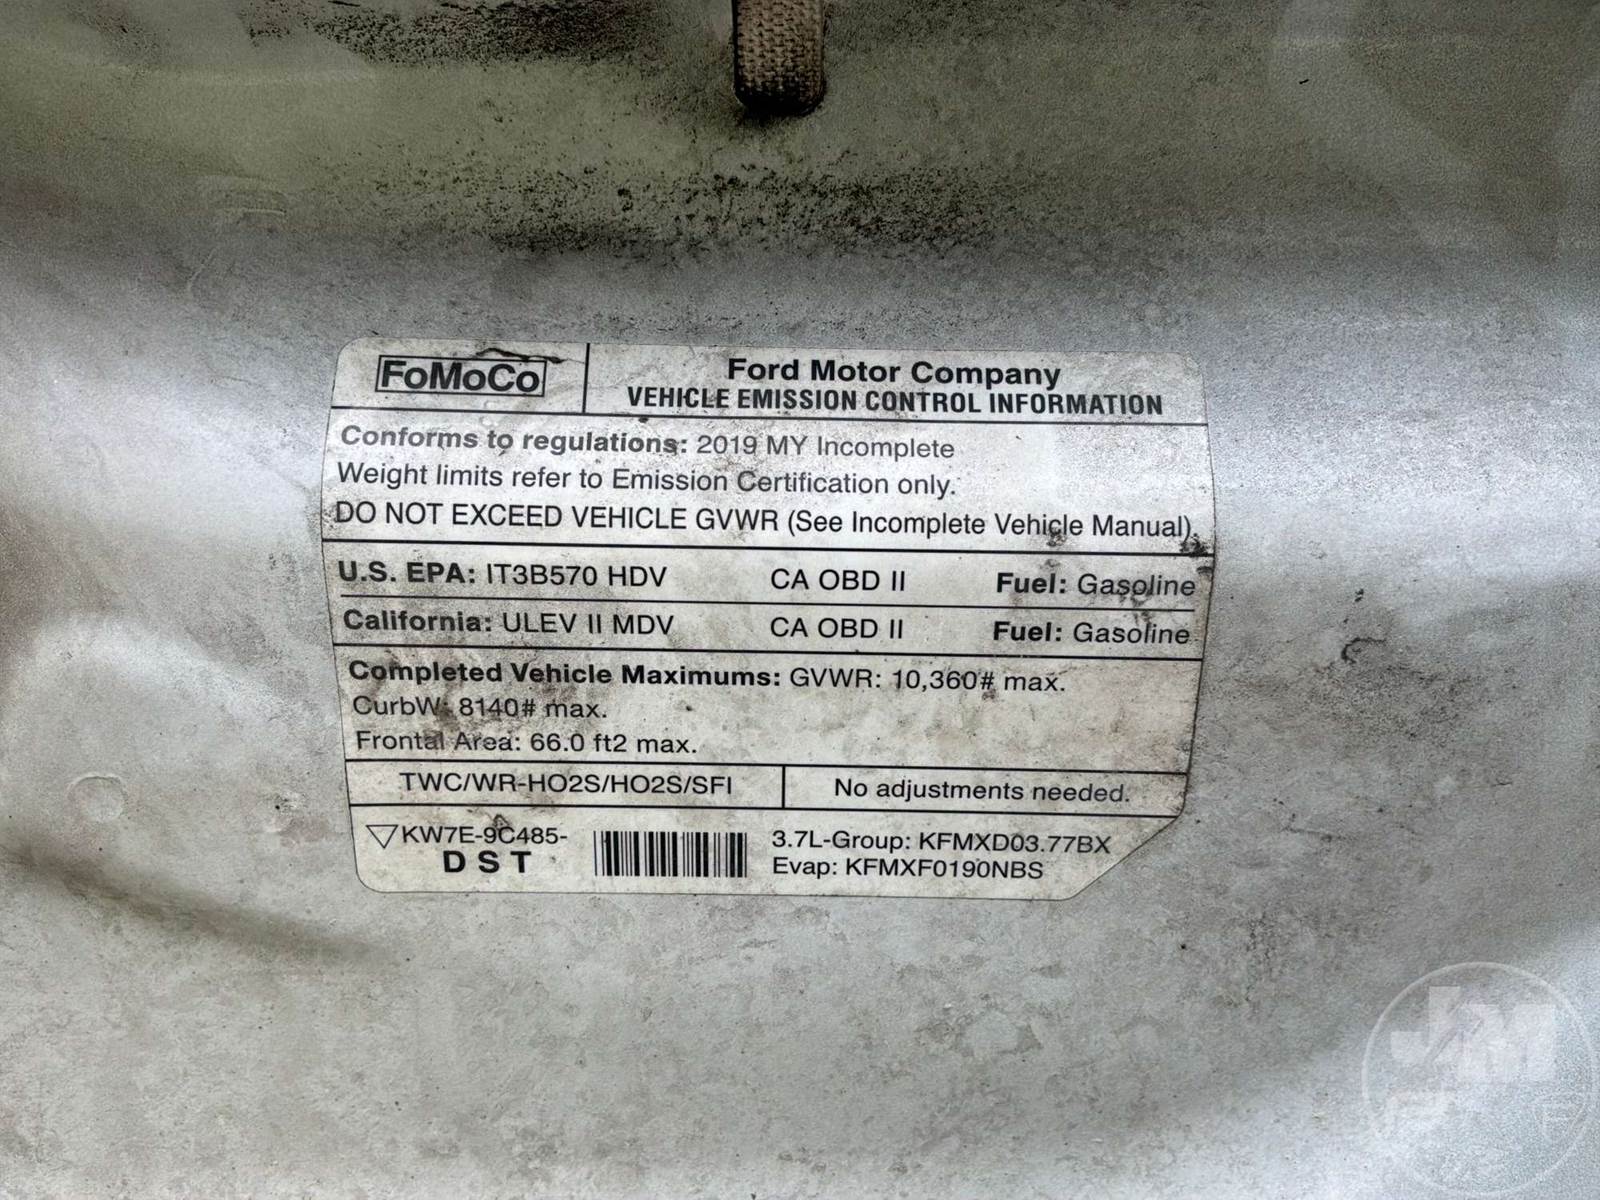 FoMoCo
Ford Motor Company
VEHICLE EMISSION CONTROL INFORMATION
Conforms to regulations: 2019 MY Incomplete
Weight limits refer to Emission Certification only.
DO NOT EXCEED VEHICLE GVWR (See Incomplete Vehicle Manual).
U.S. EPA: IT3B570 HDV CA OBD II Fuel: Gasoline
California: ULEV II MDV CA OBD II Fuel: Gasoline
Completed Vehicle Maximums: GVWR: 10,360# max.
CurbW: 8140# max.
Frontal Area: 66.0 ft2 max.
TWC/WR-HO2S/HO2S/SFI No adjustments needed.
KW7E-9C485-
DST
3.7L-Group: KFMXD03.77BX
Evap: KFMXF0190NBS
JM